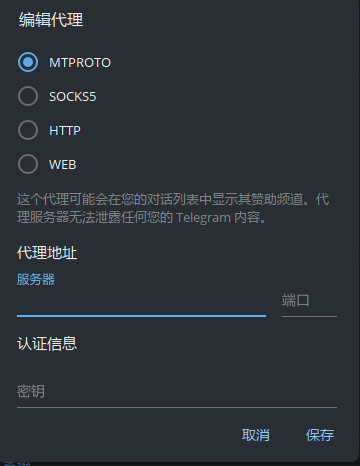 编辑代理
MTPROTO
SOCKS5
HTTP
WEB
这个代理可能会在您的对话列表中显示其赞助频道。代
理服务器无法泄露任何您的 Telegram 内容。
代理地址
服务器
端口
认证信息
密钥
取消 保存